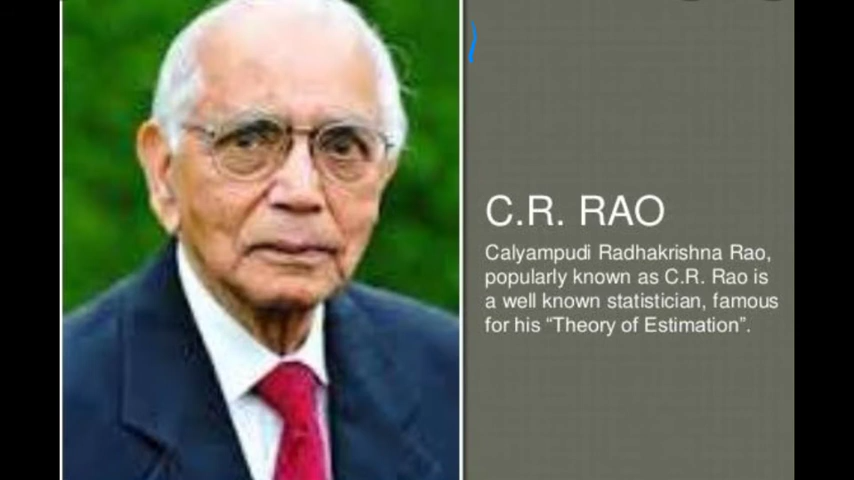 C.R. RAO
Calyampudi Radhakrishna Rao,
popularly known as C.R. Rao is
a well known statistician, famous
for his “Theory of Estimation”.